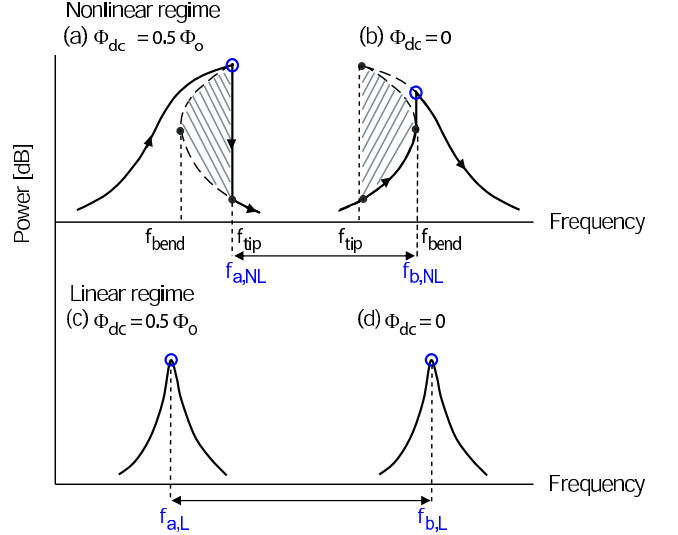 Nonlinear regime
(a) Φdc = 0.5 Φo
(b) Φdc = 0
Power [dB]
Frequency
fbend
ftip
ftip
fbend
fa,NL
fb,NL
Linear regime
(c) Φdc = 0.5 Φo
(d) Φdc = 0
Frequency
fa,L
fb,L